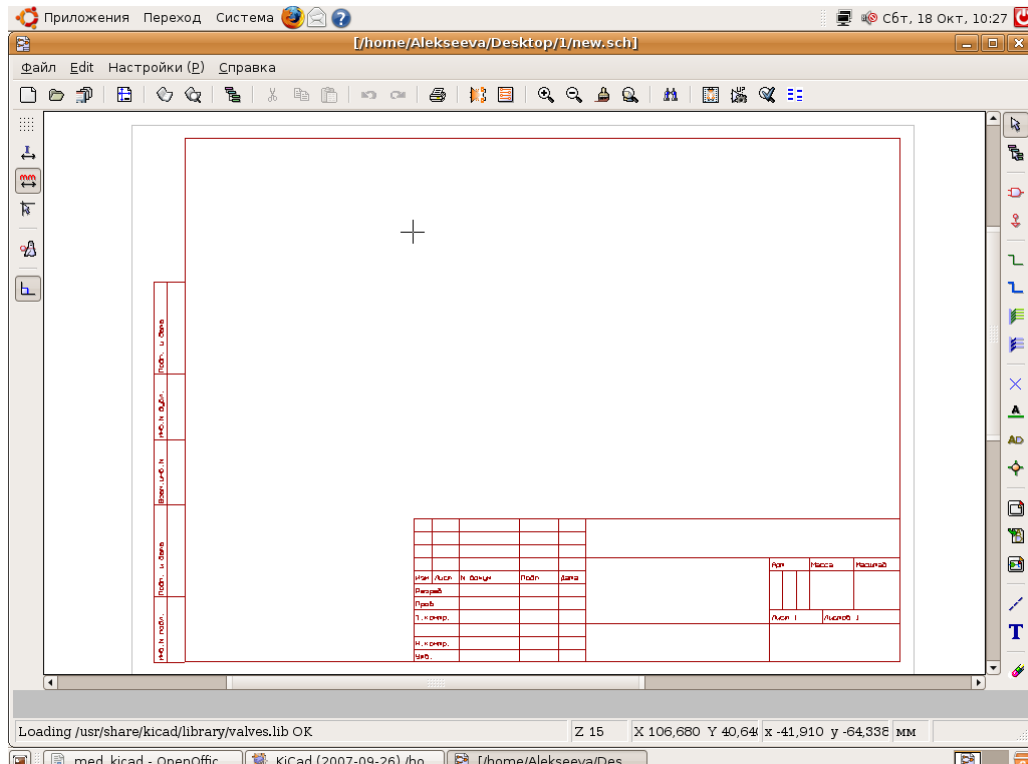 Приложения Переход Система Сбт, 18 Окт, 10:27
[/home/Alekseeva/Desktop/1/new.sch]
Файл Edit Настройки (P) Справка
mm
A
T
Подп. и дата
Инв.N дубл.
Взам.инв.N
Подп. и дата
Инв.N подл.
Изм Лист N докум Подп Дата
Разраб
Пров
Т.контр.
Н.контр.
Утв.
Лит Масса Масштаб
Лист 1 Листов 1
Loading /usr/share/kicad/library/valves.lib OK Z 15 X 106,680 Y 40,64 x -41,910 y -64,338 мм
med_kicad - OpenOffic... KiCad (2007-09-26) /ho... [/home/Alekseeva/Des...